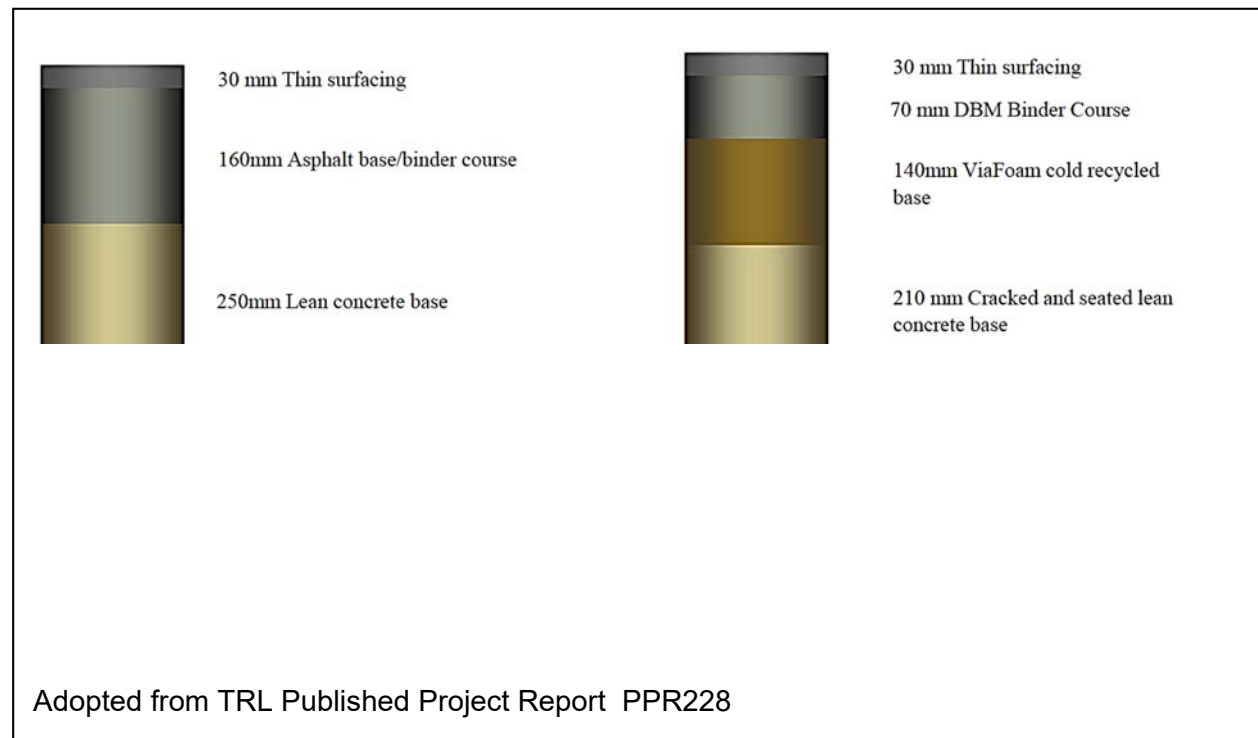 30 mm Thin surfacing
160mm Asphalt base/binder course
250mm Lean concrete base
30 mm Thin surfacing
70 mm DBM Binder Course
140mm ViaFoam cold recycled
base
210 mm Cracked and seated lean
concrete base
Adopted from TRL Published Project Report PPR228